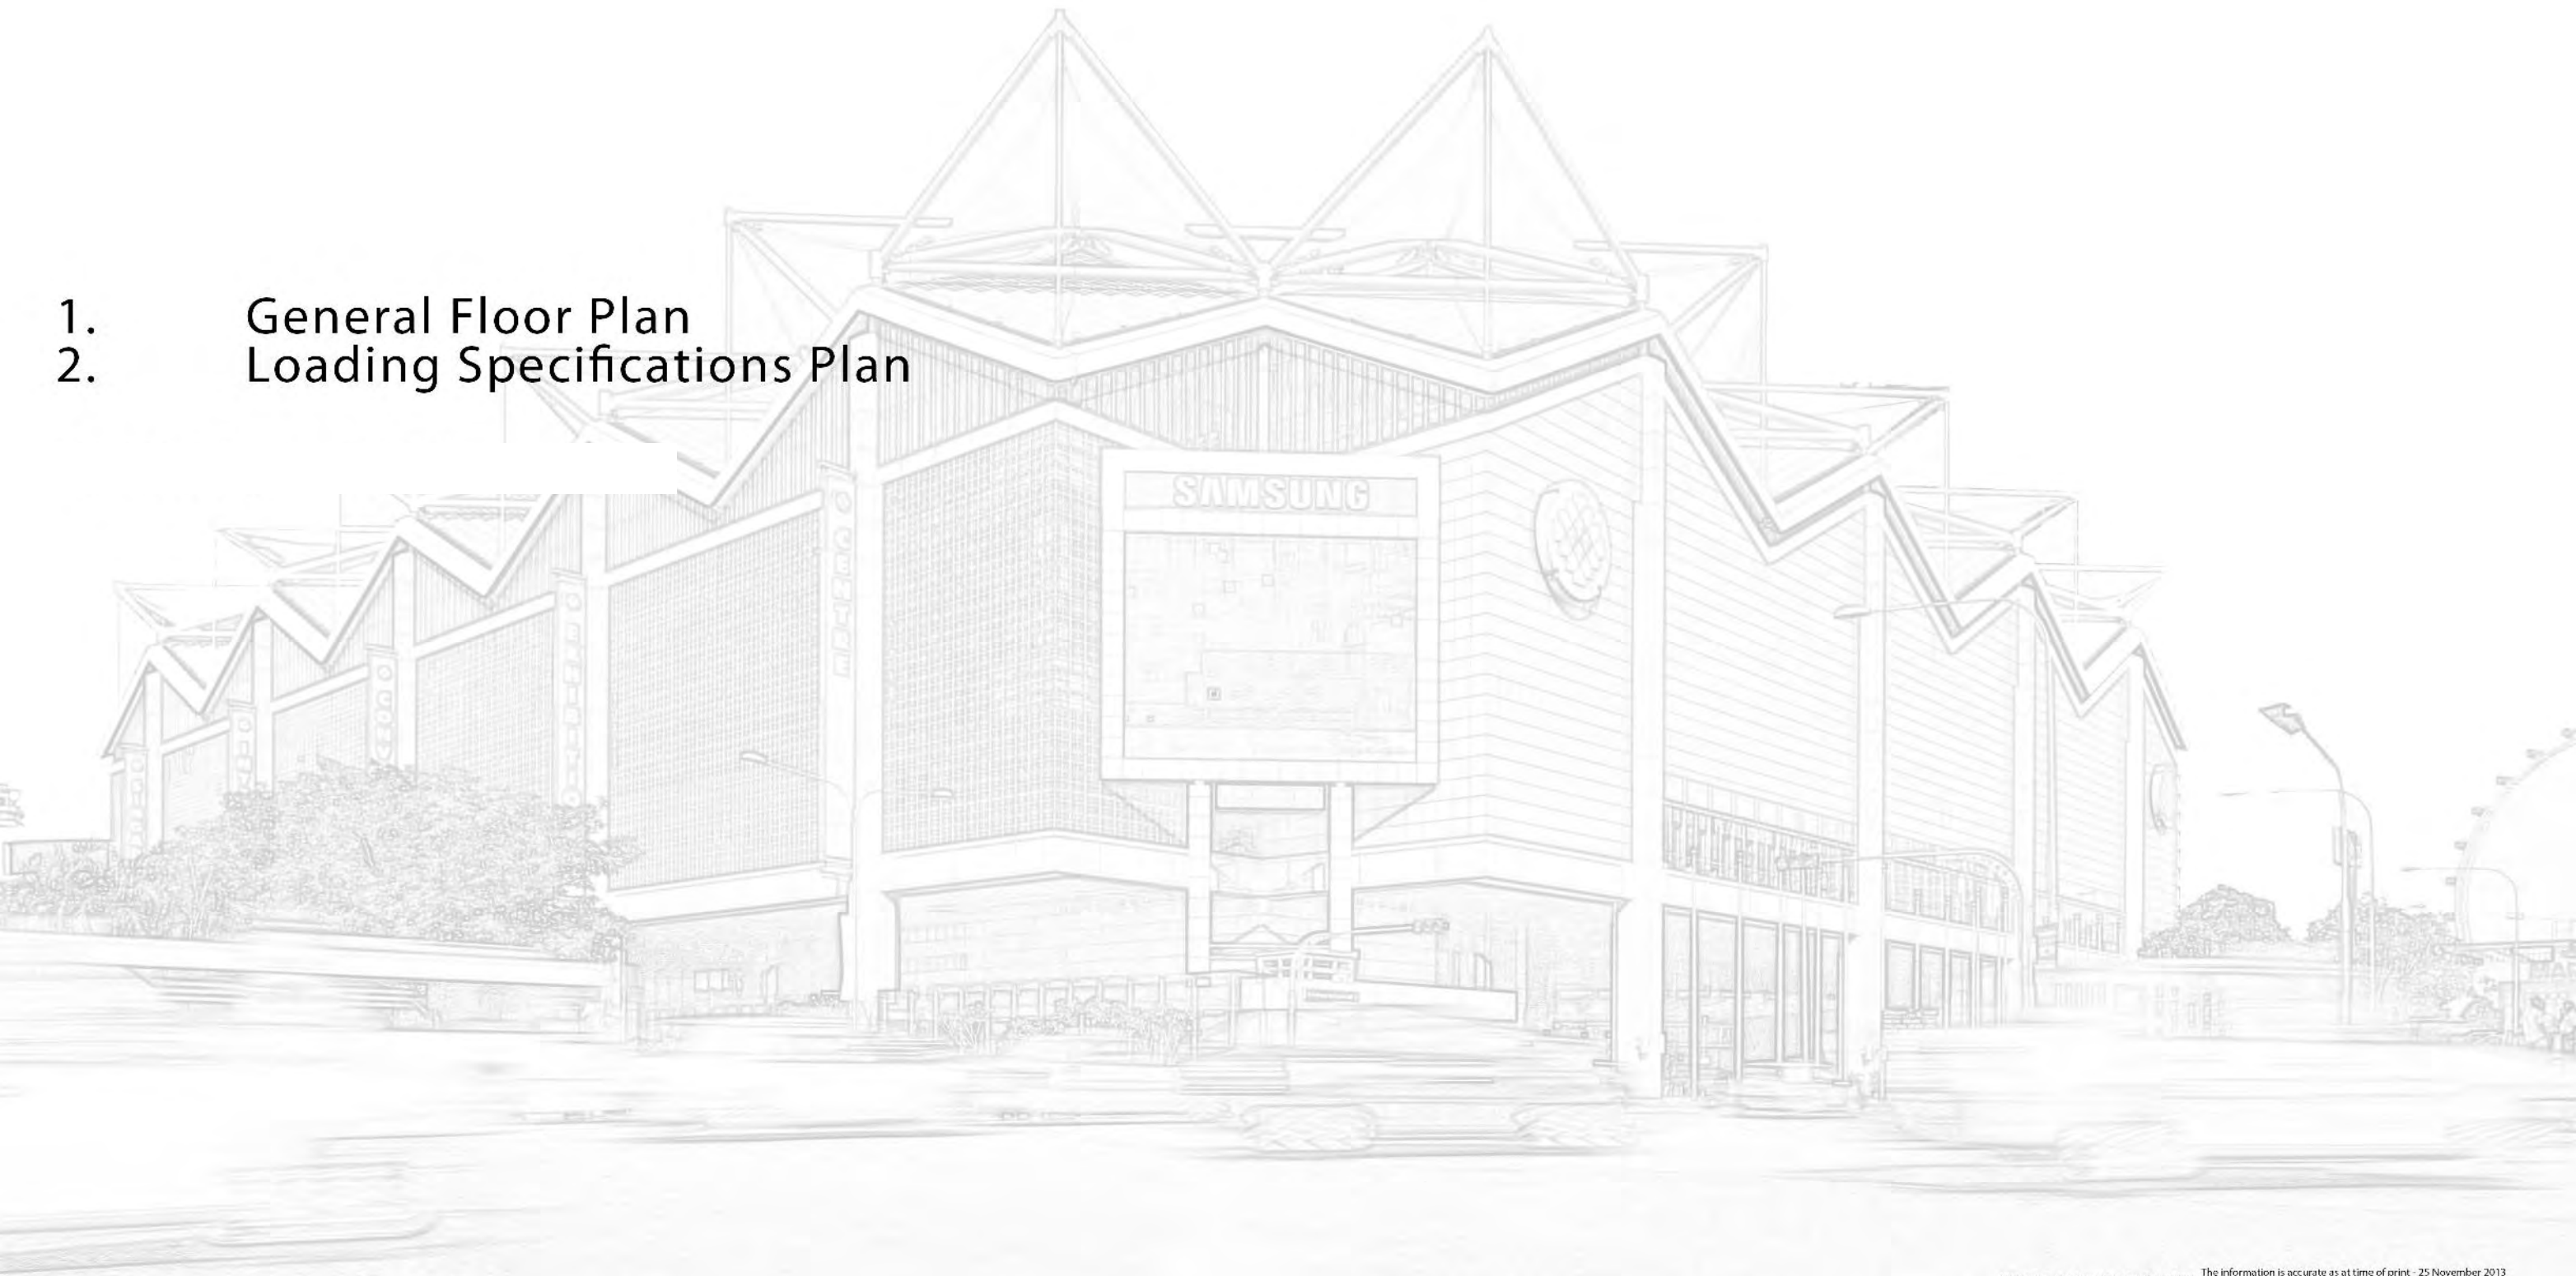 1. General Floor Plan
2. Loading Specifications Plan
SAMSUNG
CENTRE
The information is accurate as at time of print - 25 November 2013